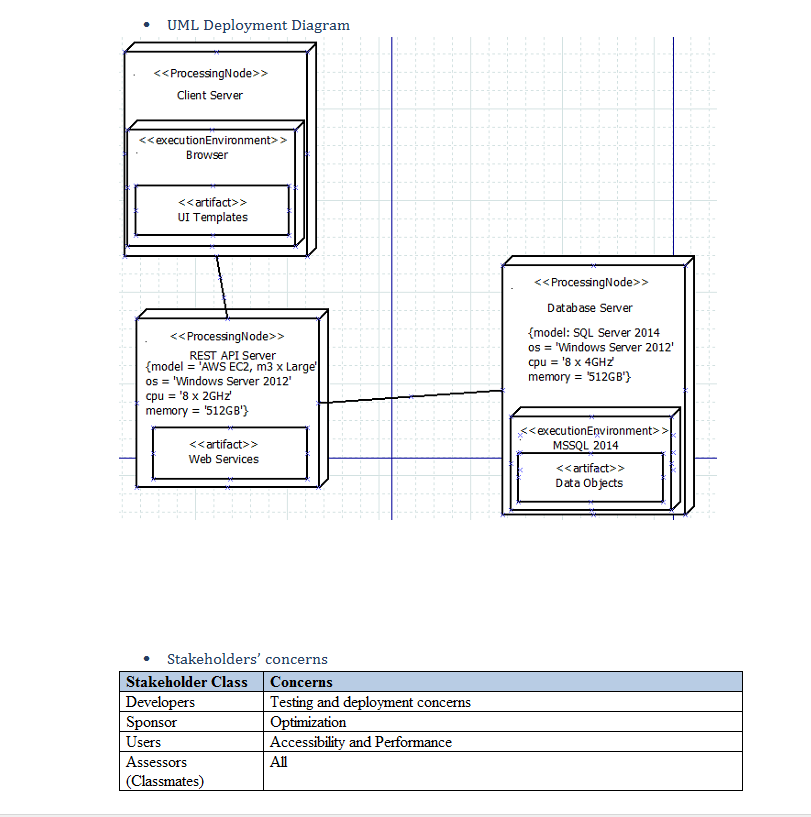 • UML Deployment Diagram
<<ProcessingNode>>
Client Server
<<executionEnvironment>>
Browser
<<artifact>>
UI Templates
<<ProcessingNode>>
REST API Server
{model = 'AWS EC2, m3 x Large'
os = 'Windows Server 2012'
cpu = '8 x 2GHz'
memory = '512GB'}
<<artifact>>
Web Services
<<ProcessingNode>>
Database Server
{model: SQL Server 2014
os = 'Windows Server 2012'
cpu = '8 x 4GHz'
memory = '512GB'}
<<executionEnvironment>>
MSSQL 2014
<<artifact>>
Data Objects
• Stakeholders’ concerns
Stakeholder Class Concerns
Developers Testing and deployment concerns
Sponsor Optimization
Users Accessibility and Performance
Assessors All
(Classmates)